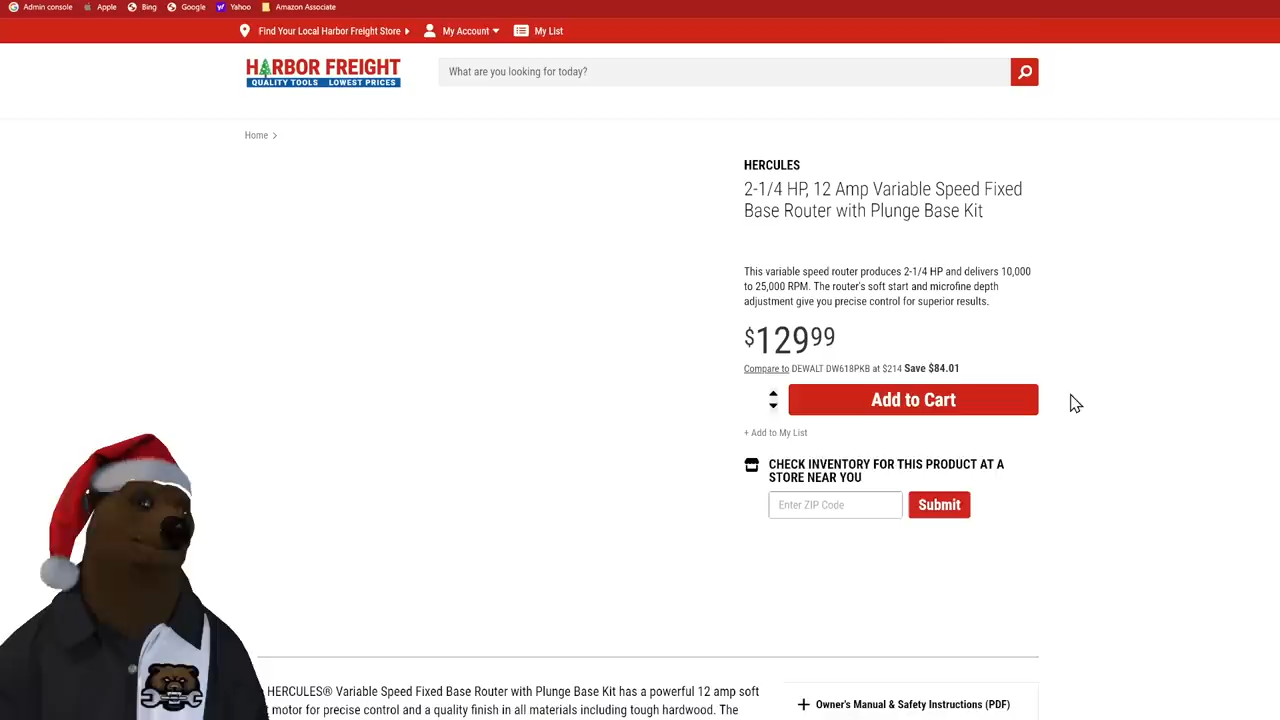 Admin console Apple Bing Google Yahoo Amazon Associate
Find Your Local Harbor Freight Store My Account My List
HARBOR FREIGHT
QUALITY TOOLS LOWEST PRICES
What are you looking for today?
Home >
HERCULES
2-1/4 HP, 12 Amp Variable Speed Fixed
Base Router with Plunge Base Kit
This variable speed router produces 2-1/4 HP and delivers 10,000
to 25,000 RPM. The router's soft start and microfine depth
adjustment give you precise control for superior results.
$129 99
Compare to DEWALT DW618PKB at $214 Save $84.01
Add to Cart
+ Add to My List
CHECK INVENTORY FOR THIS PRODUCT AT A
STORE NEAR YOU
Enter ZIP Code Submit
HERCULES® Variable Speed Fixed Base Router with Plunge Base Kit has a powerful 12 amp soft
motor for precise control and a quality finish in all materials including tough hardwood. The
+ Owner's Manual & Safety Instructions (PDF)